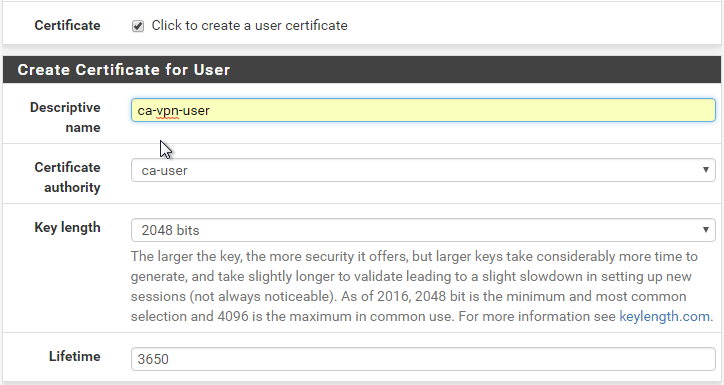 Certificate
Click to create a user certificate
Create Certificate for User
Descriptive
name
ca-vpn-user
Certificate
authority
ca-user
Key length
2048 bits
The larger the key, the more security it offers, but larger keys take considerably more time to
generate, and take slightly longer to validate leading to a slight slowdown in setting up new
sessions (not always noticeable). As of 2016, 2048 bit is the minimum and most common
selection and 4096 is the maximum in common use. For more information see keylength.com.
Lifetime
3650